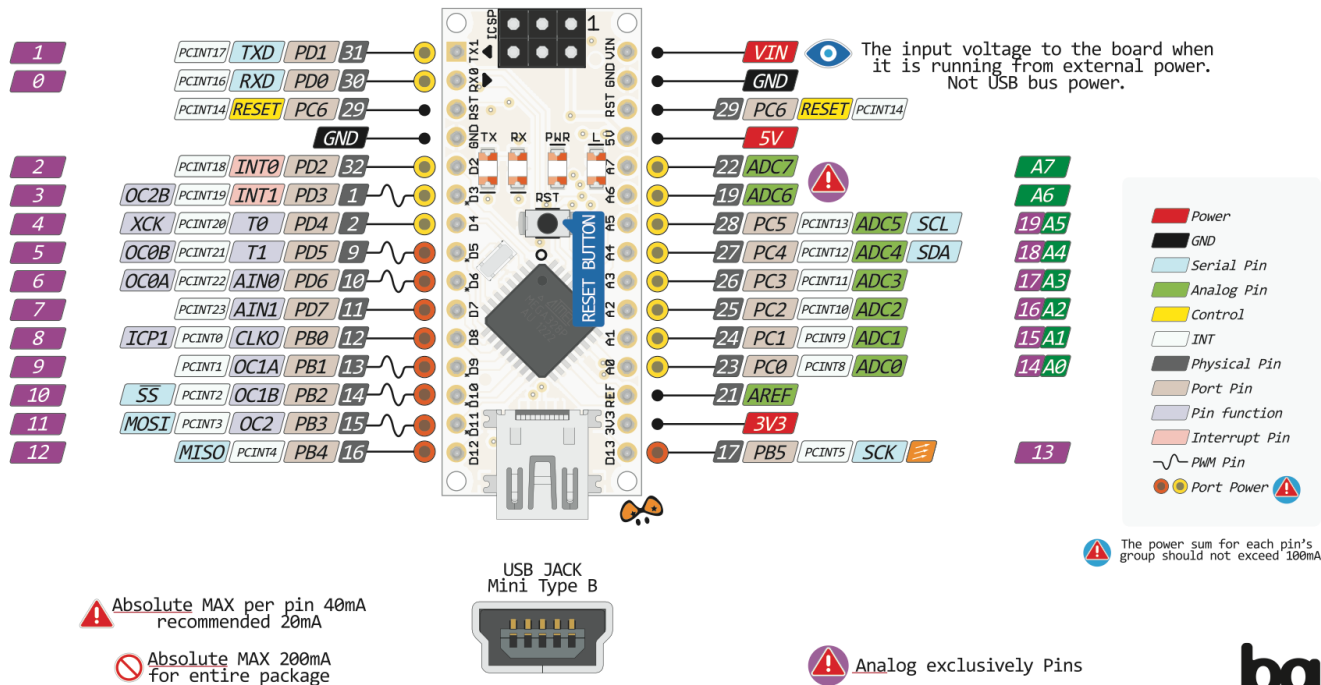 ICSP 1
1 PCINT17 TXD PD1 31 TX1 VIN VIN The input voltage to the board when
it is running from external power.
Not USB bus power.
0 PCINT16 RXD PD0 30 RX0 GND GND
PCINT14 RESET PC6 29 RST RST 29 PC6 RESET PCINT14
GND GND TX RX PWR L 5V 5V
2 PCINT18 INT0 PD2 32 D2 A7 22 ADC7 A7
3 OC2B PCINT19 INT1 PD3 1 D3 RST A6 19 ADC6 A6
4 XCK PCINT20 T0 PD4 2 D4 A5 28 PC5 PCINT13 ADC5 SCL 19 A5
5 OC0B PCINT21 T1 PD5 9 D5 A4 27 PC4 PCINT12 ADC4 SDA 18 A4
6 OC0A PCINT22 AIN0 PD6 10 D6 A3 26 PC3 PCINT11 ADC3 17 A3
7 PCINT23 AIN1 PD7 11 D7 A2 25 PC2 PCINT10 ADC2 16 A2
8 ICP1 PCINT0 CLKO PB0 12 D8 A1 24 PC1 PCINT9 ADC1 15 A1
9 PCINT1 OC1A PB1 13 D9 A0 23 PC0 PCINT8 ADC0 14 A0
10 SS PCINT2 OC1B PB2 14 D10 REF 21 AREF
11 MOSI PCINT3 OC2 PB3 15 D11 3V3 3V3
12 MISO PCINT4 PB4 16 D12 D13 17 PB5 PCINT5 SCK 13
RESET BUTTON
Power
GND
Serial Pin
Analog Pin
Control
INT
Physical Pin
Port Pin
Pin function
Interrupt Pin
PWM Pin
Port Power
The power sum for each pin's
group should not exceed 100mA
USB JACK
Mini Type B
Absolute MAX per pin 40mA
recommended 20mA
Absolute MAX 200mA
for entire package
Analog exclusively Pins